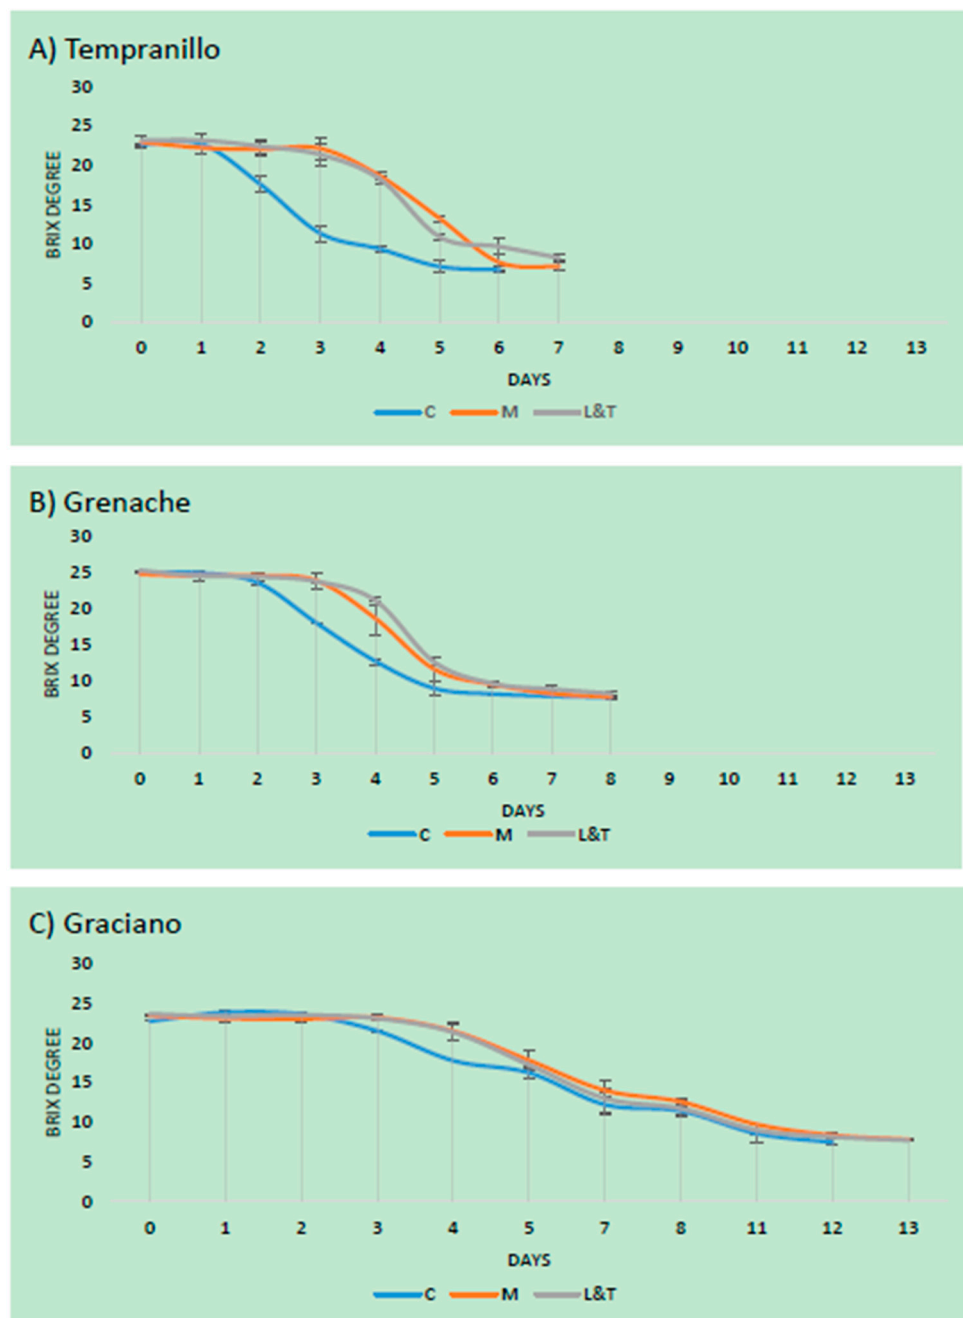 A) Tempranillo
30
25
20
15
10
5
0
BRIX DEGREE
0 1 2 3 4 5 6 7 8 9 10 11 12 13
DAYS
C M L&T
B) Grenache
30
25
20
15
10
5
0
BRIX DEGREE
0 1 2 3 4 5 6 7 8 9 10 11 12 13
DAYS
C M L&T
C) Graciano
30
25
20
15
10
5
0
BRIX DEGREE
0 1 2 3 4 5 7 8 11 12 13
DAYS
C M L&T